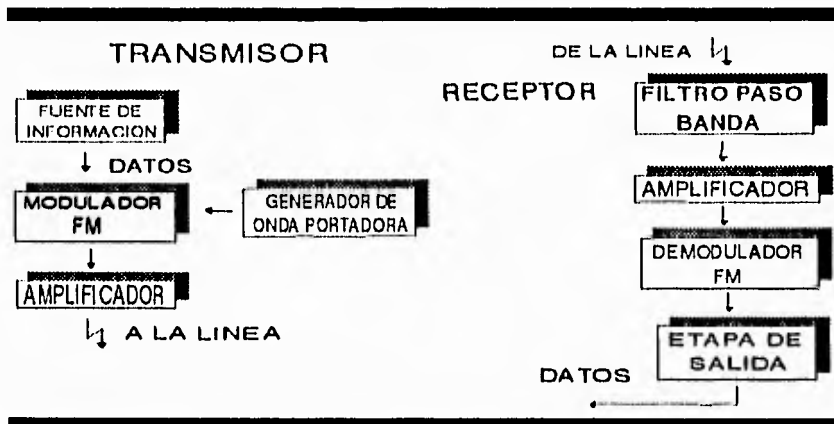 TRANSMISOR
FUENTE DE
INFORMACION
DATOS
MODULADOR
FM
GENERADOR DE
ONDA PORTADORA
AMPLIFICADOR
A LA LINEA
DE LA LINEA
RECEPTOR
FILTRO PASO
BANDA
AMPLIFICADOR
DEMODULADOR
FM
ETAPA DE
SALIDA
DATOS